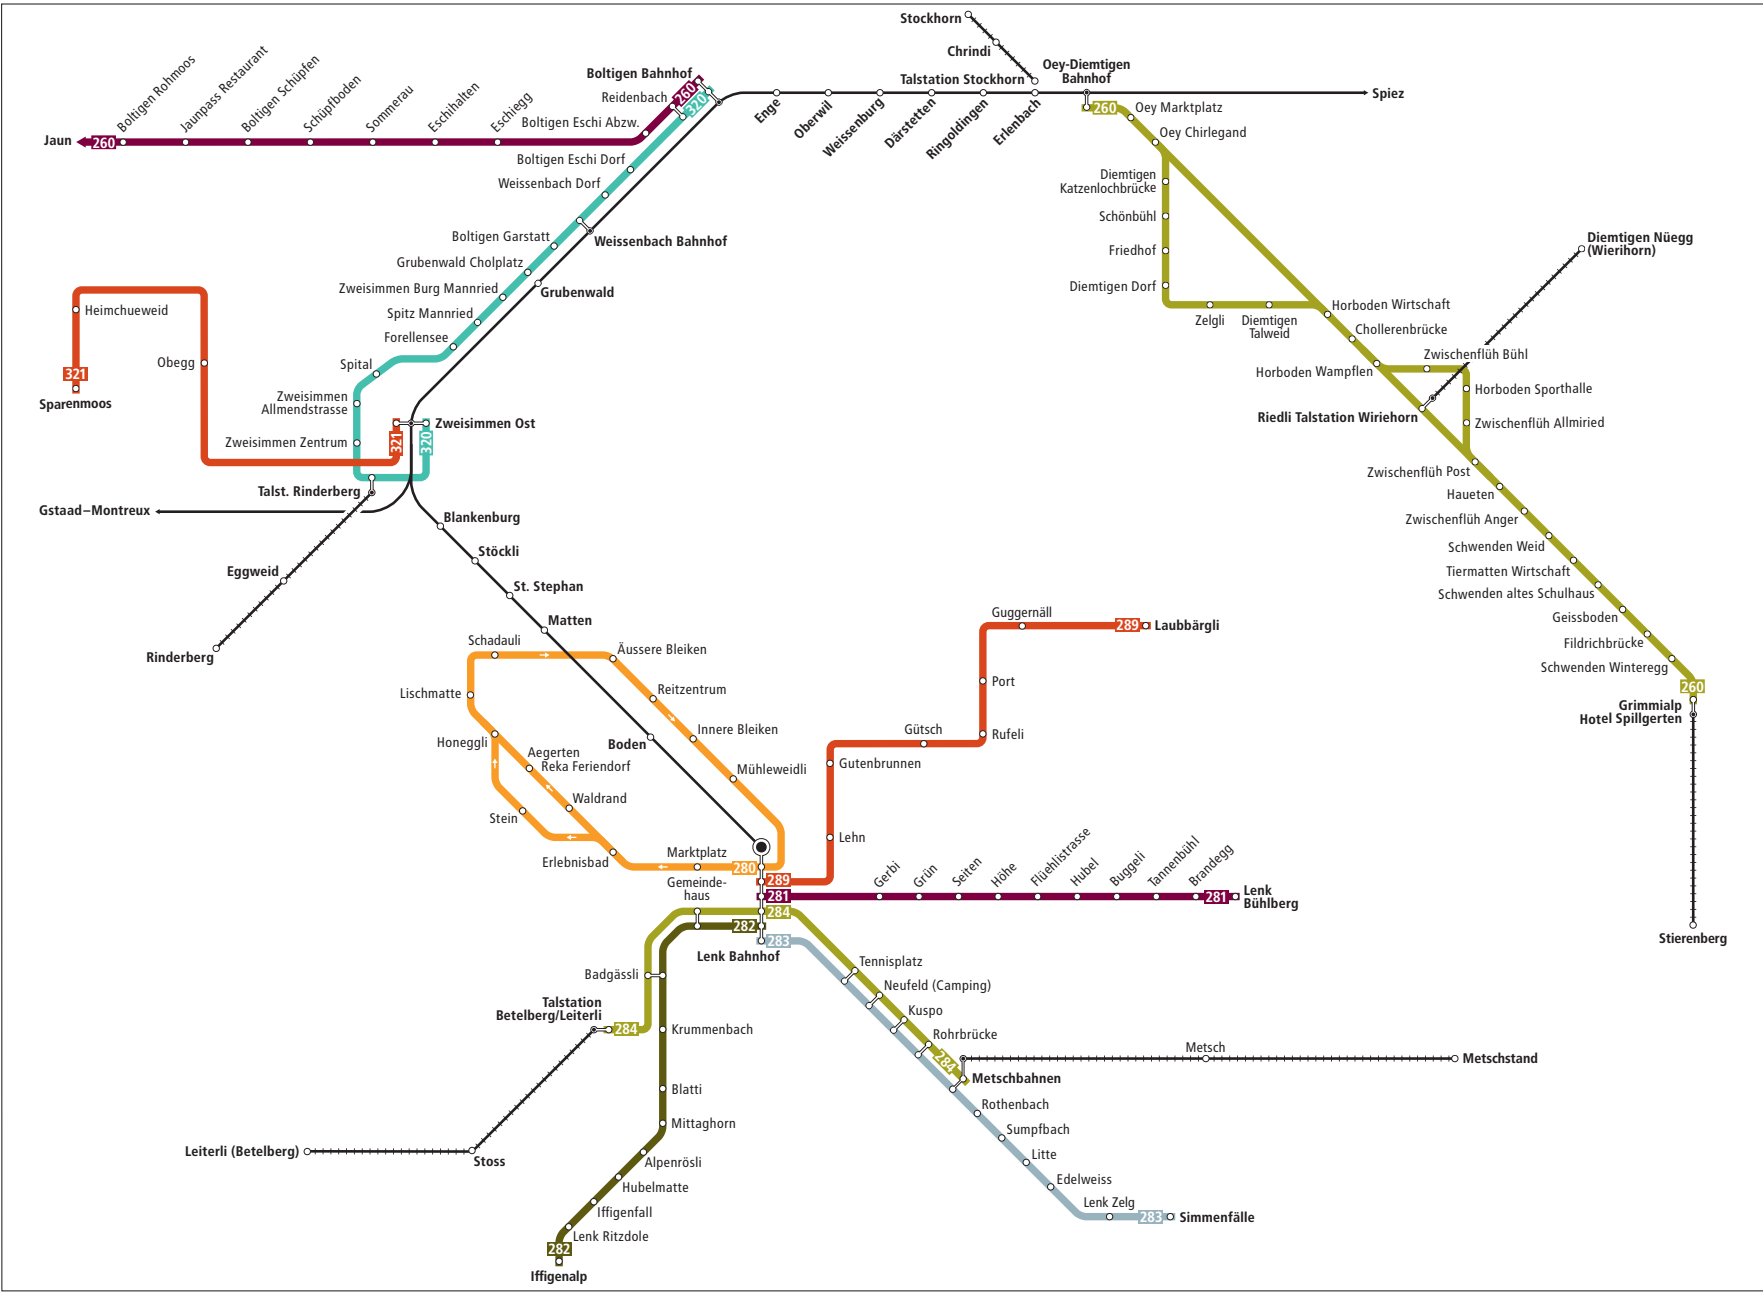 Stockhorn
Chrindi
Talstation Stockhorn
Oey-Diemtigen
Bahnhof
Spiez
Boltigen Bahnhof
Reidenbach
Boltigen Eschi Abzw.
260
320
Jaun
260
Boltigen Rohmoos
Jaunpass Restaurant
Boltigen Schüpfen
Schüpfboden
Sommerau
Eschihalten
Eschiegg
Enge
Oberwil
Weissenburg
Därstetten
Ringoldingen
Erlenbach
260
Oey Marktplatz
Oey Chirlegand
Diemtigen
Katzenlochbrücke
Schönbühl
Friedhof
Diemtigen Dorf
Zelgli
Diemtigen
Talweid
Horboden Wirtschaft
Chollerenbrücke
Horboden Wampflen
Zwischenflüh Bühl
Horboden Sporthalle
Zwischenflüh Allmiried
Riedli Talstation Wiriehorn
Diemtigen Nüegg
(Wierihorn)
Zwischenflüh Post
Haueten
Zwischenflüh Anger
Schwenden Weid
Tiermatten Wirtschaft
Schwenden altes Schulhaus
Geissboden
Fildrichbrücke
Schwenden Winteregg
260
Grimmialp
Hotel Spillgerten
Stierenberg
Boltigen Eschi Dorf
Weissenbach Dorf
Weissenbach Bahnhof
Boltigen Garstatt
Grubenwald Cholplatz
Grubenwald
Zweisimmen Burg Mannried
Spitz Mannried
Forellensee
Spital
Zweisimmen
Allmendstrasse
Zweisimmen Zentrum
Heimchueweid
Obegg
321
Sparenmoos
321
320
Zweisimmen Ost
Talst. Rinderberg
Gstaad–Montreux
Eggweid
Rinderberg
Blankenburg
Stöckli
St. Stephan
Matten
Boden
Schadauli
Äussere Bleiken
Lischmatte
Reitzentrum
Honeggli
Innere Bleiken
Aegerten
Reka Feriendorf
Mühleweidli
Waldrand
Stein
Erlebnisbad
Marktplatz
280
Gemeinde-
haus
289
281
284
282
283
Lenk Bahnhof
Guggernäll
289
Laubbärgli
Port
Rufeli
Gütsch
Gutenbrunnen
Lehn
Gerbi
Grün
Seiten
Höhe
Flüehlistrasse
Hubel
Buggeli
Tannenbühl
Brandegg
281
Lenk
Bühlberg
Badgässli
Talstation
Betelberg/Leiterli
284
Krummenbach
Blatti
Mittaghorn
Alpenrösli
Hubelmatte
Iffigenfall
Lenk Ritzdole
282
Iffigenalp
Leiterli (Betelberg)
Stoss
Tennisplatz
Neufeld (Camping)
Kuspo
Rohrbrücke
284
Metschbahnen
Metsch
Metschstand
Rothenbach
Sumpfbach
Litte
Edelweiss
Lenk Zelg
283
Simmenfälle